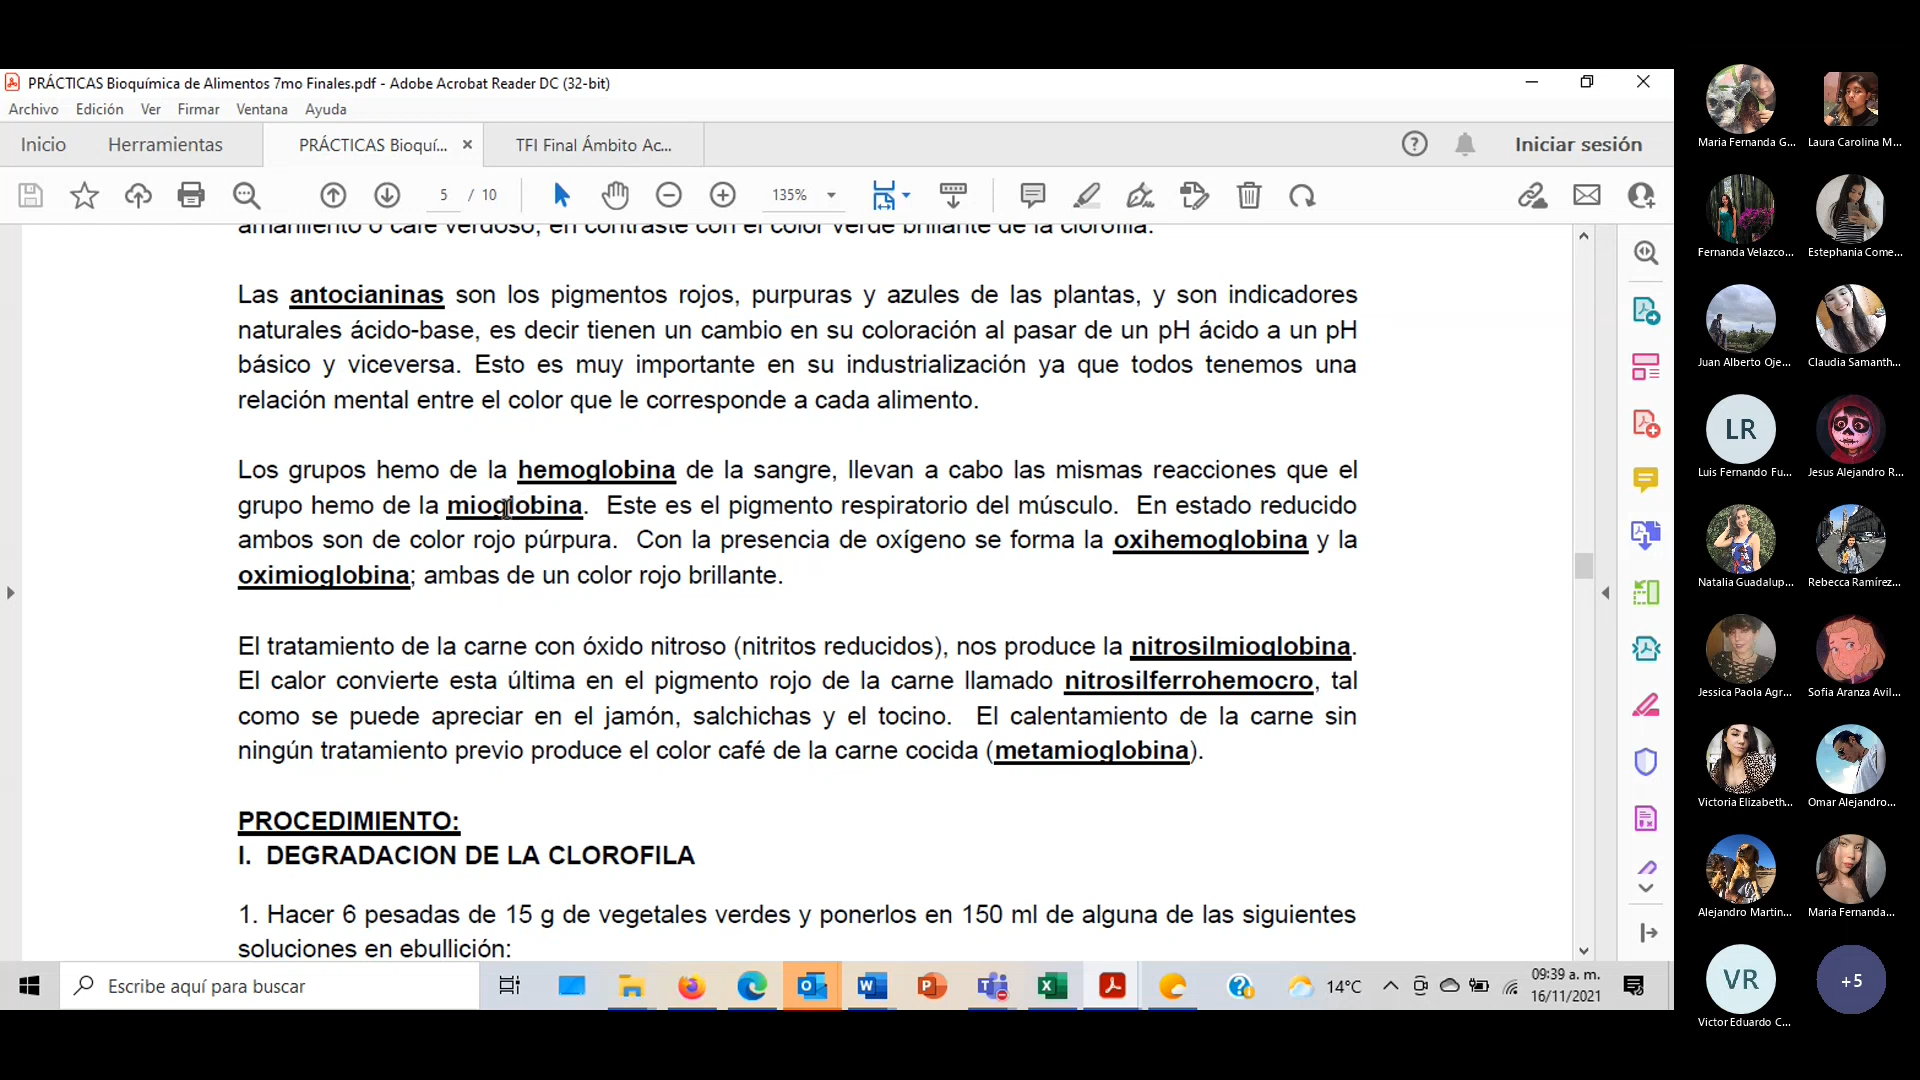 PRÁCTICAS Bioquímica de Alimentos 7mo Finales.pdf - Adobe Acrobat Reader DC (32-bit)
Archivo Edición Ver Firmar Ventana Ayuda
Inicio Herramientas PRÁCTICAS Bioquí... TFI Final Ámbito Ac... Iniciar sesión
5 / 10 135%
amarillento o café verdoso, en contraste con el color verde brillante de la clorofila.
Las antocianinas son los pigmentos rojos, purpuras y azules de las plantas, y son indicadores
naturales ácido-base, es decir tienen un cambio en su coloración al pasar de un pH ácido a un pH
básico y viceversa. Esto es muy importante en su industrialización ya que todos tenemos una
relación mental entre el color que le corresponde a cada alimento.
Los grupos hemo de la hemoglobina de la sangre, llevan a cabo las mismas reacciones que el
grupo hemo de la mioglobina. Este es el pigmento respiratorio del músculo. En estado reducido
ambos son de color rojo púrpura. Con la presencia de oxígeno se forma la oxihemoglobina y la
oximioglobina; ambas de un color rojo brillante.
El tratamiento de la carne con óxido nitroso (nitritos reducidos), nos produce la nitrosilmioglobina.
El calor convierte esta última en el pigmento rojo de la carne llamado nitrosilferrohemocro, tal
como se puede apreciar en el jamón, salchichas y el tocino. El calentamiento de la carne sin
ningún tratamiento previo produce el color café de la carne cocida (metamioglobina).
PROCEDIMIENTO:
I. DEGRADACION DE LA CLOROFILA
1. Hacer 6 pesadas de 15 g de vegetales verdes y ponerlos en 150 ml de alguna de las siguientes
soluciones en ebullición:
Escribe aquí para buscar
14°C
09:39 a. m.
16/11/2021
Maria Fernanda G... Laura Carolina M...
Fernanda Velazco... Estephania Come...
Juan Alberto Oje... Claudia Samanth...
LR
Luis Fernando Fu... Jesus Alejandro R...
Natalia Guadalup... Rebecca Ramírez...
Jessica Paola Agr... Sofia Aranza Avil...
Victoria Elizabeth... Omar Alejandro...
Alejandro Martin... Maria Fernanda...
VR +5
Victor Eduardo C...